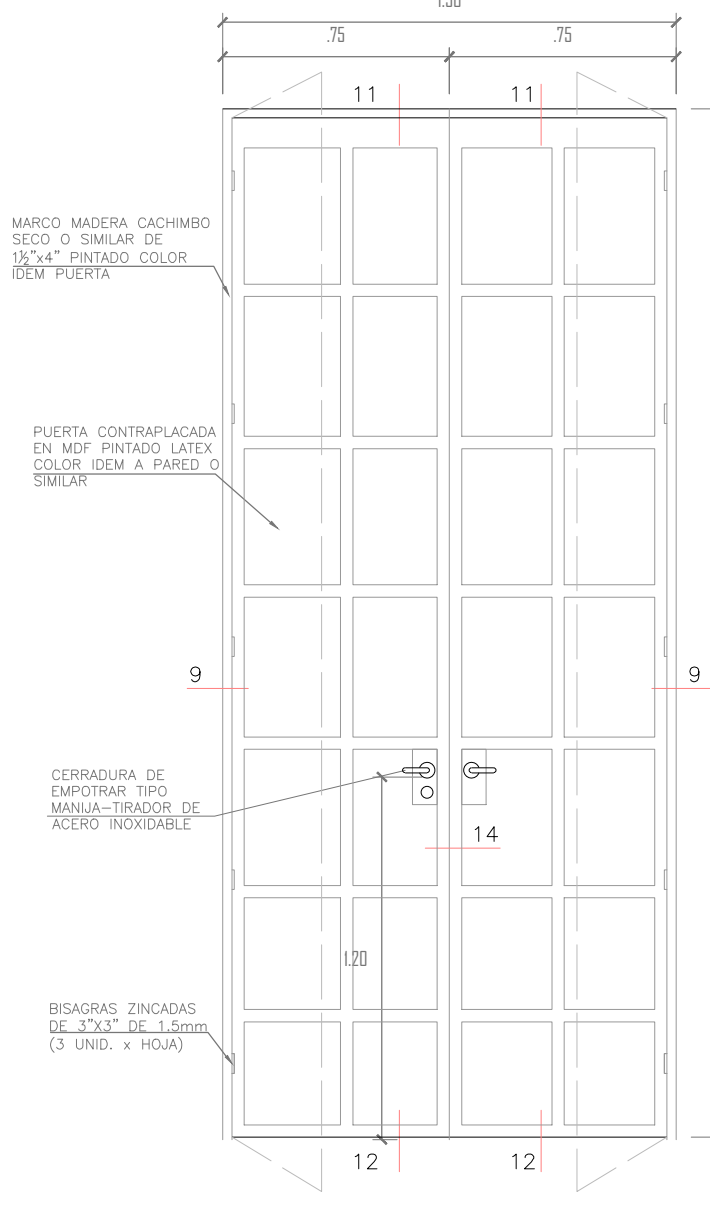 .75
.75
11
11
MARCO MADERA CACHIMBO
SECO O SIMILAR DE
1½"x4" PINTADO COLOR
IDEM PUERTA
PUERTA CONTRAPLACADA
EN MDF PINTADO LATEX
COLOR IDEM A PARED O
SIMILAR
9
9
CERRADURA DE
EMPOTRAR TIPO
MANIJA-TIRADOR DE
ACERO INOXIDABLE
14
1.20
BISAGRAS ZINCADAS
DE 3"X3" DE 1.5mm
(3 UNID. x HOJA)
12
12